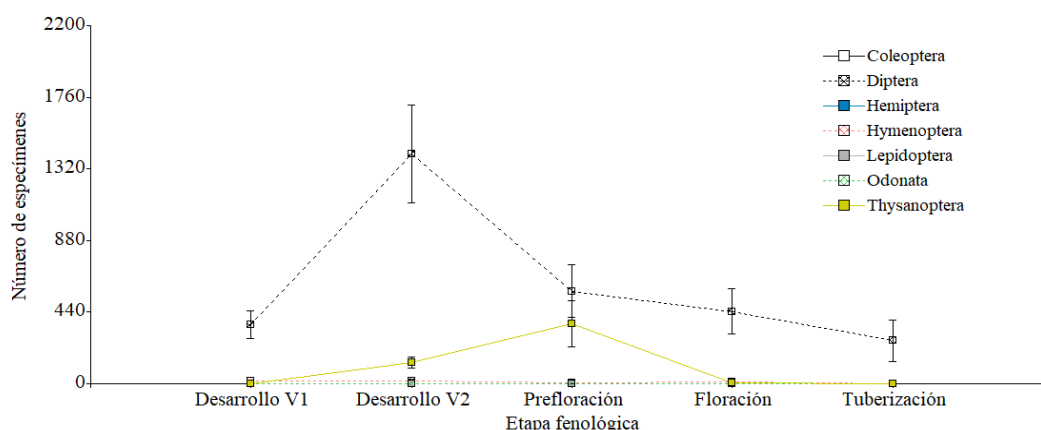 2200
1760
1320
880
440
0
Número de especímenes
Coleoptera
Diptera
Hemiptera
Hymenoptera
Lepidoptera
Odonata
Thysanoptera
Desarrollo V1
Desarrollo V2
Prefloración
Floración
Tuberización
Etapa fenológica